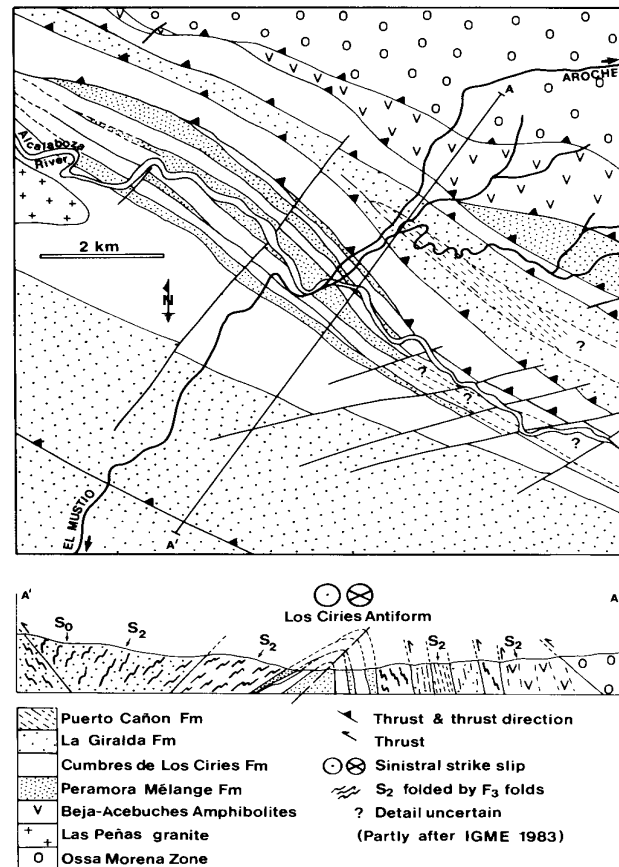 A
AROCHE
Alcalaboza
River
2 km
N
?
?
?
?
EL MUSTIO
A'
A'
A
Los Ciries Antiform
S0
S2
S2
S2
S2
Puerto Cañon Fm
La Giralda Fm
Cumbres de Los Ciries Fm
Peramora Mélange Fm
Beja-Acebuches Amphibolites
Las Peñas granite
Ossa Morena Zone
Thrust & thrust direction
Thrust
Sinistral strike slip
S2 folded by F3 folds
? Detail uncertain
(Partly after IGME 1983)